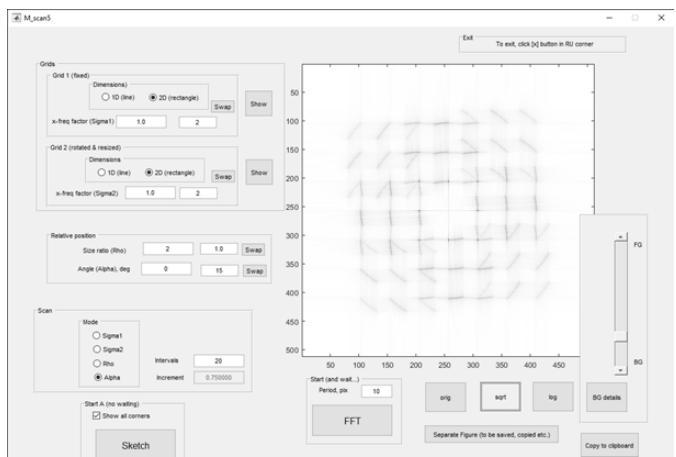 M_scan5
Exit
To exit, click [x] button in RU corner
Grids
Grid 1 (fixed)
Dimensions)
1D (line) 2D (rectangle)
Swap
Show
x-freq factor (Sigma1) 1.0 2
Grid 2 (rotated & resized)
Dimensions
1D (line) 2D (rectangle)
Swap
Show
x-freq factor (Sigma2) 1.0 2
Relative position
Size ratio (Rho) 2 1.0 Swap
Angle (Alpha), deg 0 15 Swap
Scan
Mode
Sigma1
Sigma2
Rho
Alpha
Intervals 20
Increment 0.750000
Start A (no waiting)
Show all corners
Sketch
50
100
150
200
250
300
350
400
450
500
50 100 150 200 250 300 350 400 450
FG
BG
Start (and wait...)
Period, pix 10
FFT
orig
sqrt
log
BG details
Separate Figure (to be saved, copied etc.)
Copy to clipboard